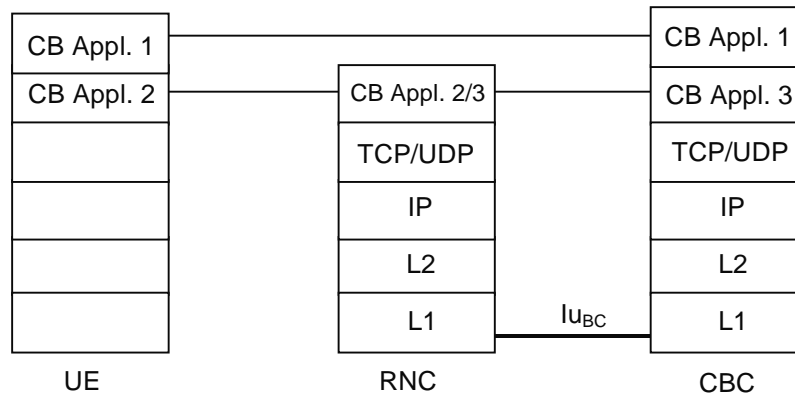 CB Appl. 1
CB Appl. 2
UE
CB Appl. 2/3
TCP/UDP
IP
L2
L1
RNC
IuBC
CB Appl. 1
CB Appl. 3
TCP/UDP
IP
L2
L1
CBC